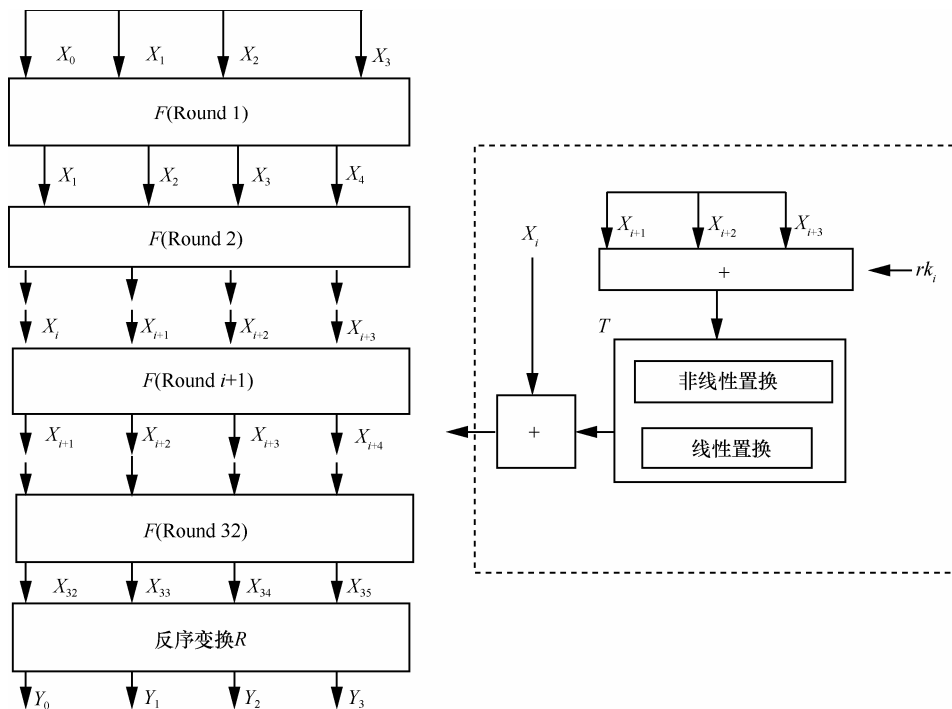 X₀ X₁ X₂ X₃
F(Round 1)
X₁ X₂ X₃ X₄
F(Round 2)
Xᵢ Xᵢ₊₁ Xᵢ₊₂ Xᵢ₊₃
F(Round i+1)
Xᵢ₊₁ Xᵢ₊₂ Xᵢ₊₃ Xᵢ₊₄
F(Round 32)
X₃₂ X₃₃ X₃₄ X₃₅
反序变换R
Y₀ Y₁ Y₂ Y₃
Xᵢ
Xᵢ₊₁ Xᵢ₊₂ Xᵢ₊₃
+
rkᵢ
T
非线性置换
线性置换
+